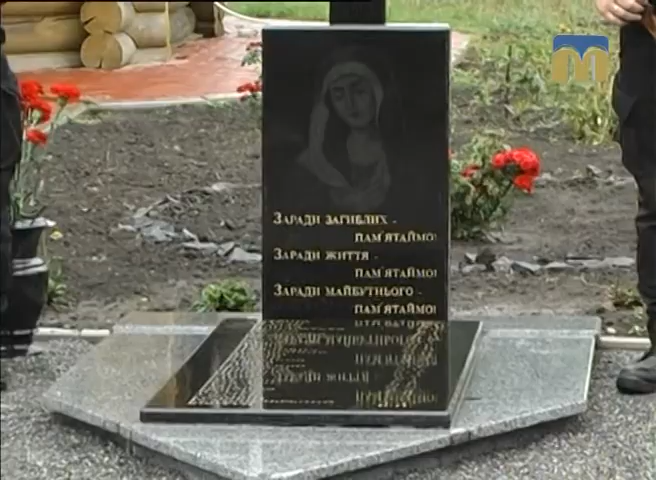 Заради загиблих -
пам'ятаймо!
Заради життя -
пам'ятаймо!
Заради майбутнього -
пам'ятаймо!